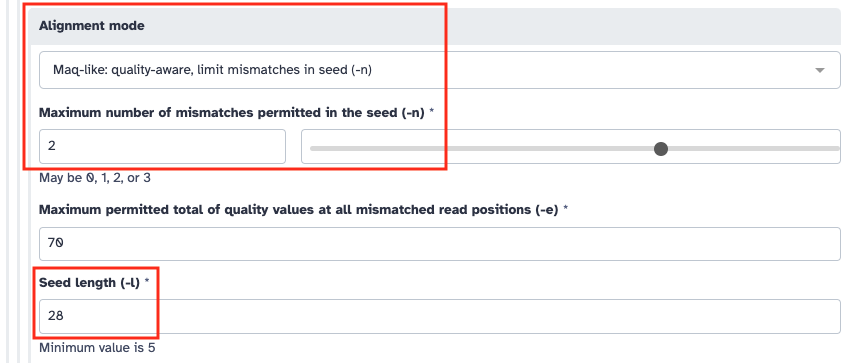 Alignment mode
Maq-like: quality-aware, limit mismatches in seed (-n)
Maximum number of mismatches permitted in the seed (-n) *
2
May be 0, 1, 2, or 3
Maximum permitted total of quality values at all mismatched read positions (-e) *
70
Seed length (-l) *
28
Minimum value is 5